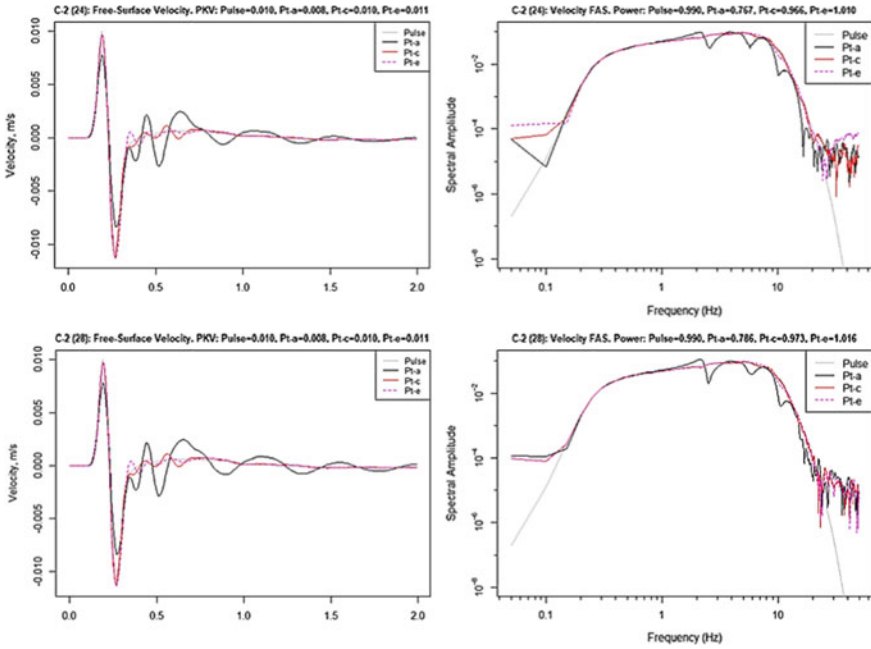 C-2 (24): Free-Surface Velocity. PKV: Pulse=0.010, Pt-a=0.008, Pt-c=0.010, Pt-e=0.011
Velocity, m/s
0.010
0.005
0.000
-0.010
0.0
0.5
1.0
1.5
2.0
Pulse
Pt-a
Pt-c
Pt-e
C-2 (24): Velocity FAS. Power: Pulse=0.990, Pt-a=0.767, Pt-c=0.966, Pt-e=1.010
Spectral Amplitude
10⁻²
10⁻⁴
10⁻⁶
10⁻⁸
0.1
1
10
Frequency (Hz)
Pulse
Pt-a
Pt-c
Pt-e
C-2 (28): Free-Surface Velocity. PKV: Pulse=0.010, Pt-a=0.008, Pt-c=0.010, Pt-e=0.011
Velocity, m/s
0.010
0.005
0.000
-0.010
0.0
0.5
1.0
1.5
2.0
Pulse
Pt-a
Pt-c
Pt-e
C-2 (28): Velocity FAS. Power: Pulse=0.990, Pt-a=0.786, Pt-c=0.973, Pt-e=1.016
Spectral Amplitude
10⁻²
10⁻⁴
10⁻⁶
10⁻⁸
0.1
1
10
Frequency (Hz)
Pulse
Pt-a
Pt-c
Pt-e